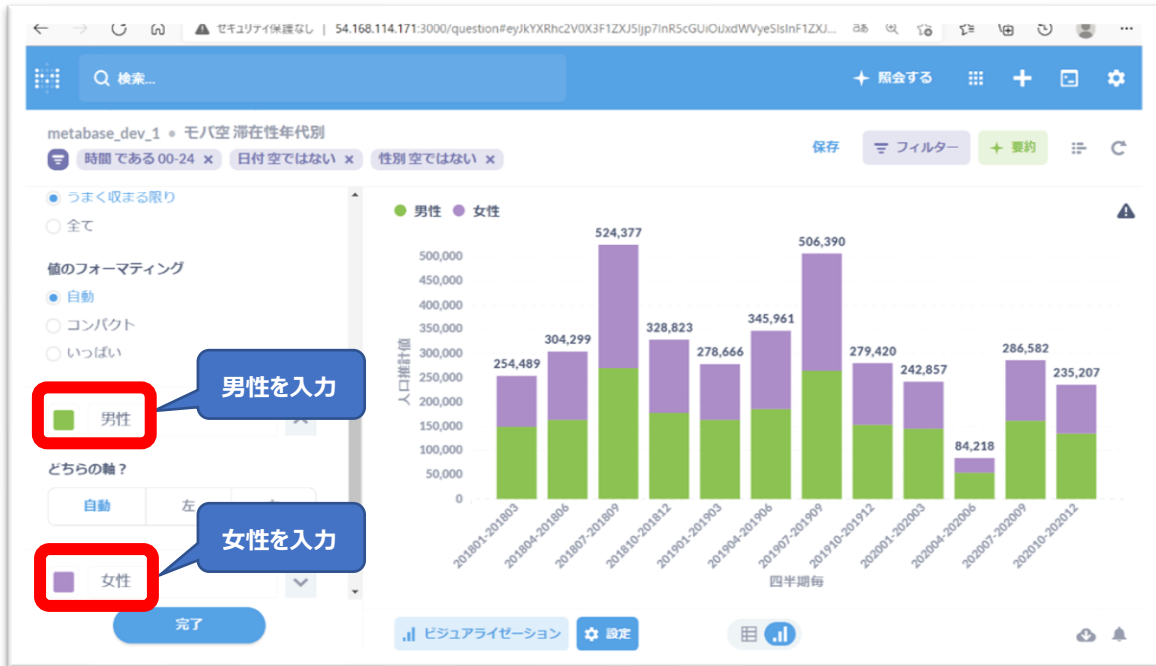 セキュリティ保護なし | 54.168.114.171:3000/question#eyJkYXRhc2V0X3F1ZXJ5Ijp7InR5cGUiOiJxdWVyeSIsInF1ZXJ...
検索...
照会する
metabase_dev_1 • モバ空 滞在性年代別
時間 である 00-24 ×
日付 空ではない ×
性別 空ではない ×
保存
フィルター
+ 要約
うまく収まる限り
全て
値のフォーマティング
自動
コンパクト
いっぱい
男性を入力
男性
どちらの軸？
自動
左
女性を入力
女性
完了
男性 女性
人口推計値
500,000
450,000
400,000
350,000
300,000
250,000
200,000
150,000
100,000
50,000
0
254,489
304,299
524,377
328,823
278,666
345,961
506,390
279,420
242,857
84,218
286,582
235,207
201801-201803
201804-201806
201807-201809
201810-201812
201901-201903
201904-201906
201907-201909
201910-201912
202001-202003
202004-202006
202007-202009
202010-202012
四半期毎
ビジュアライゼーション
設定